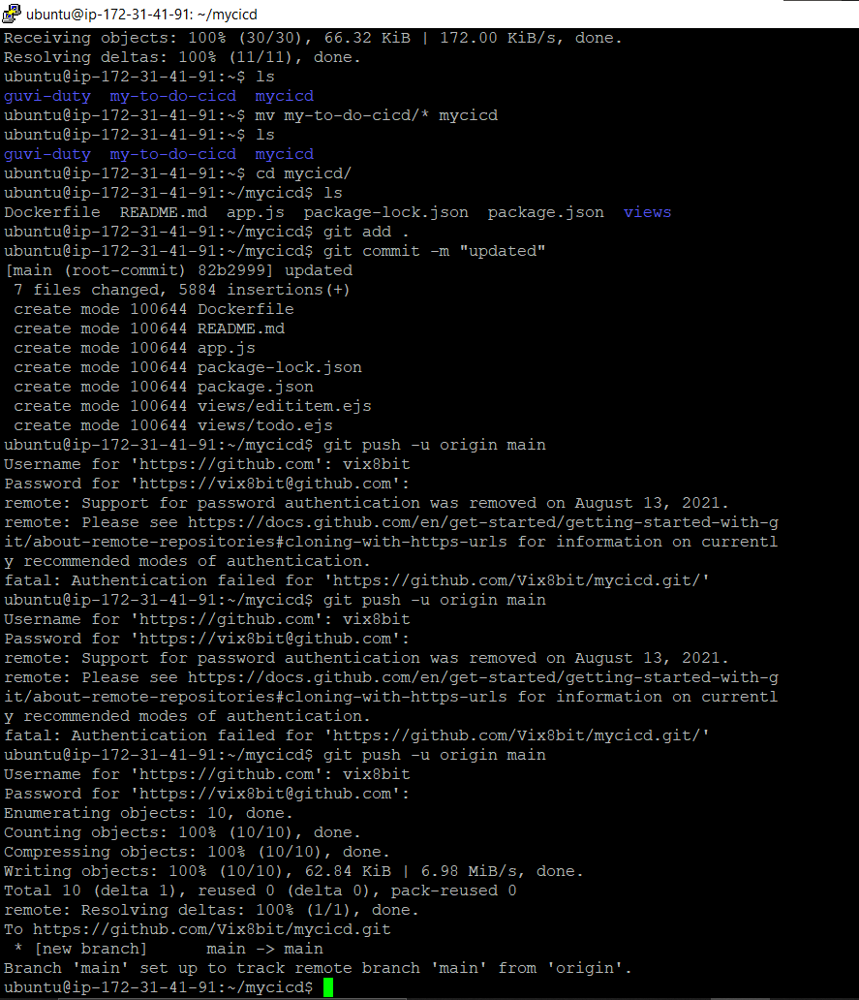 ubuntu@ip-172-31-41-91: ~/mycicd
Receiving objects: 100% (30/30), 66.32 KiB | 172.00 KiB/s, done.
Resolving deltas: 100% (11/11), done.
ubuntu@ip-172-31-41-91:~$ ls
guvi-duty  my-to-do-cicd  mycicd
ubuntu@ip-172-31-41-91:~$ mv my-to-do-cicd/* mycicd
ubuntu@ip-172-31-41-91:~$ ls
guvi-duty  my-to-do-cicd  mycicd
ubuntu@ip-172-31-41-91:~$ cd mycicd/
ubuntu@ip-172-31-41-91:~/mycicd$ ls
Dockerfile  README.md  app.js  package-lock.json  package.json  views
ubuntu@ip-172-31-41-91:~/mycicd$ git add .
ubuntu@ip-172-31-41-91:~/mycicd$ git commit -m "updated"
[main (root-commit) 82b2999] updated
 7 files changed, 5884 insertions(+)
 create mode 100644 Dockerfile
 create mode 100644 README.md
 create mode 100644 app.js
 create mode 100644 package-lock.json
 create mode 100644 package.json
 create mode 100644 views/edititem.ejs
 create mode 100644 views/todo.ejs
ubuntu@ip-172-31-41-91:~/mycicd$ git push -u origin main
Username for 'https://github.com': vix8bit
Password for 'https://vix8bit@github.com':
remote: Support for password authentication was removed on August 13, 2021.
remote: Please see https://docs.github.com/en/get-started/getting-started-with-g
it/about-remote-repositories#cloning-with-https-urls for information on currentl
y recommended modes of authentication.
fatal: Authentication failed for 'https://github.com/Vix8bit/mycicd.git/'
ubuntu@ip-172-31-41-91:~/mycicd$ git push -u origin main
Username for 'https://github.com': vix8bit
Password for 'https://vix8bit@github.com':
remote: Support for password authentication was removed on August 13, 2021.
remote: Please see https://docs.github.com/en/get-started/getting-started-with-g
it/about-remote-repositories#cloning-with-https-urls for information on currentl
y recommended modes of authentication.
fatal: Authentication failed for 'https://github.com/Vix8bit/mycicd.git/'
ubuntu@ip-172-31-41-91:~/mycicd$ git push -u origin main
Username for 'https://github.com': vix8bit
Password for 'https://vix8bit@github.com':
Enumerating objects: 10, done.
Counting objects: 100% (10/10), done.
Compressing objects: 100% (10/10), done.
Writing objects: 100% (10/10), 62.84 KiB | 6.98 MiB/s, done.
Total 10 (delta 1), reused 0 (delta 0), pack-reused 0
remote: Resolving deltas: 100% (1/1), done.
To https://github.com/Vix8bit/mycicd.git
 * [new branch]      main -> main
Branch 'main' set up to track remote branch 'main' from 'origin'.
ubuntu@ip-172-31-41-91:~/mycicd$